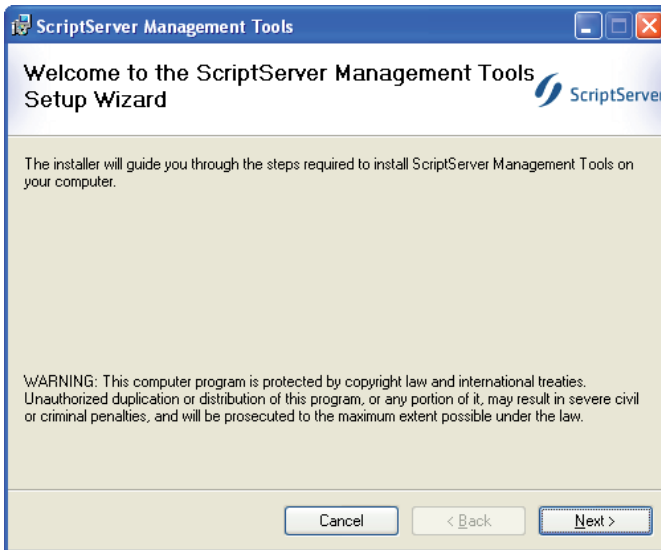 ScriptServer Management Tools
Welcome to the ScriptServer Management Tools
Setup Wizard
ScriptServer
The installer will guide you through the steps required to install ScriptServer Management Tools on
your computer.
WARNING: This computer program is protected by copyright law and international treaties.
Unauthorized duplication or distribution of this program, or any portion of it, may result in severe civil
or criminal penalties, and will be prosecuted to the maximum extent possible under the law.
Cancel < Back Next >